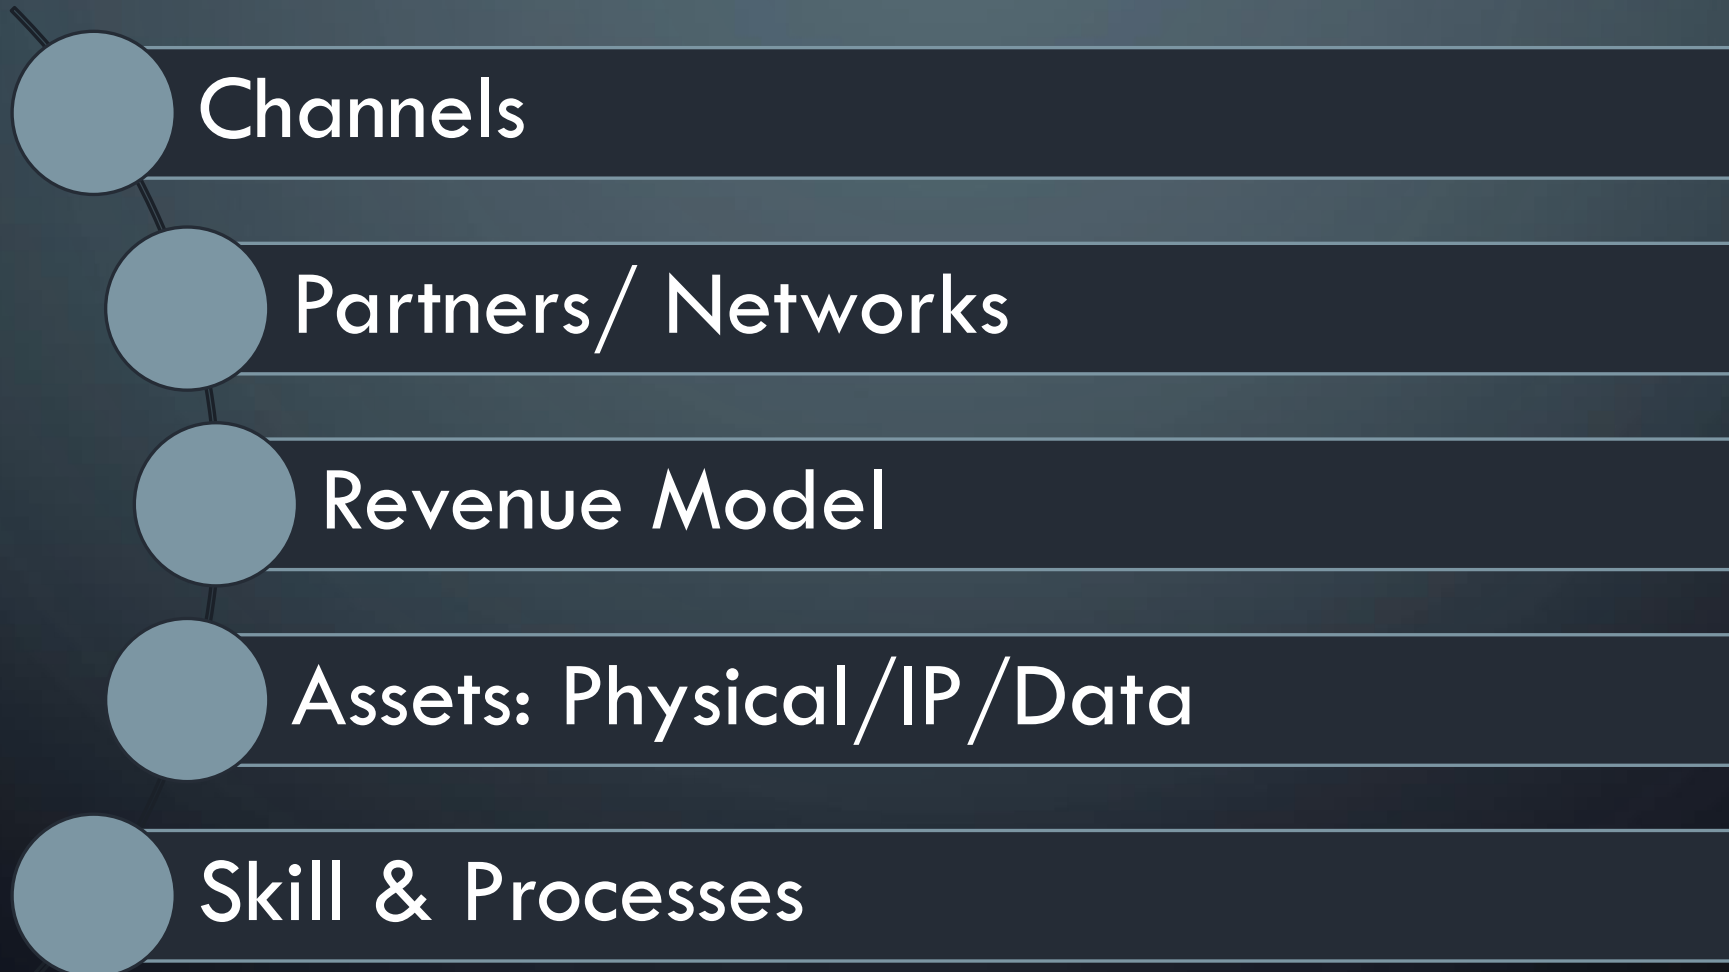 Channels
Partners/ Networks
Revenue Model
Assets: Physical/IP/Data
Skill & Processes